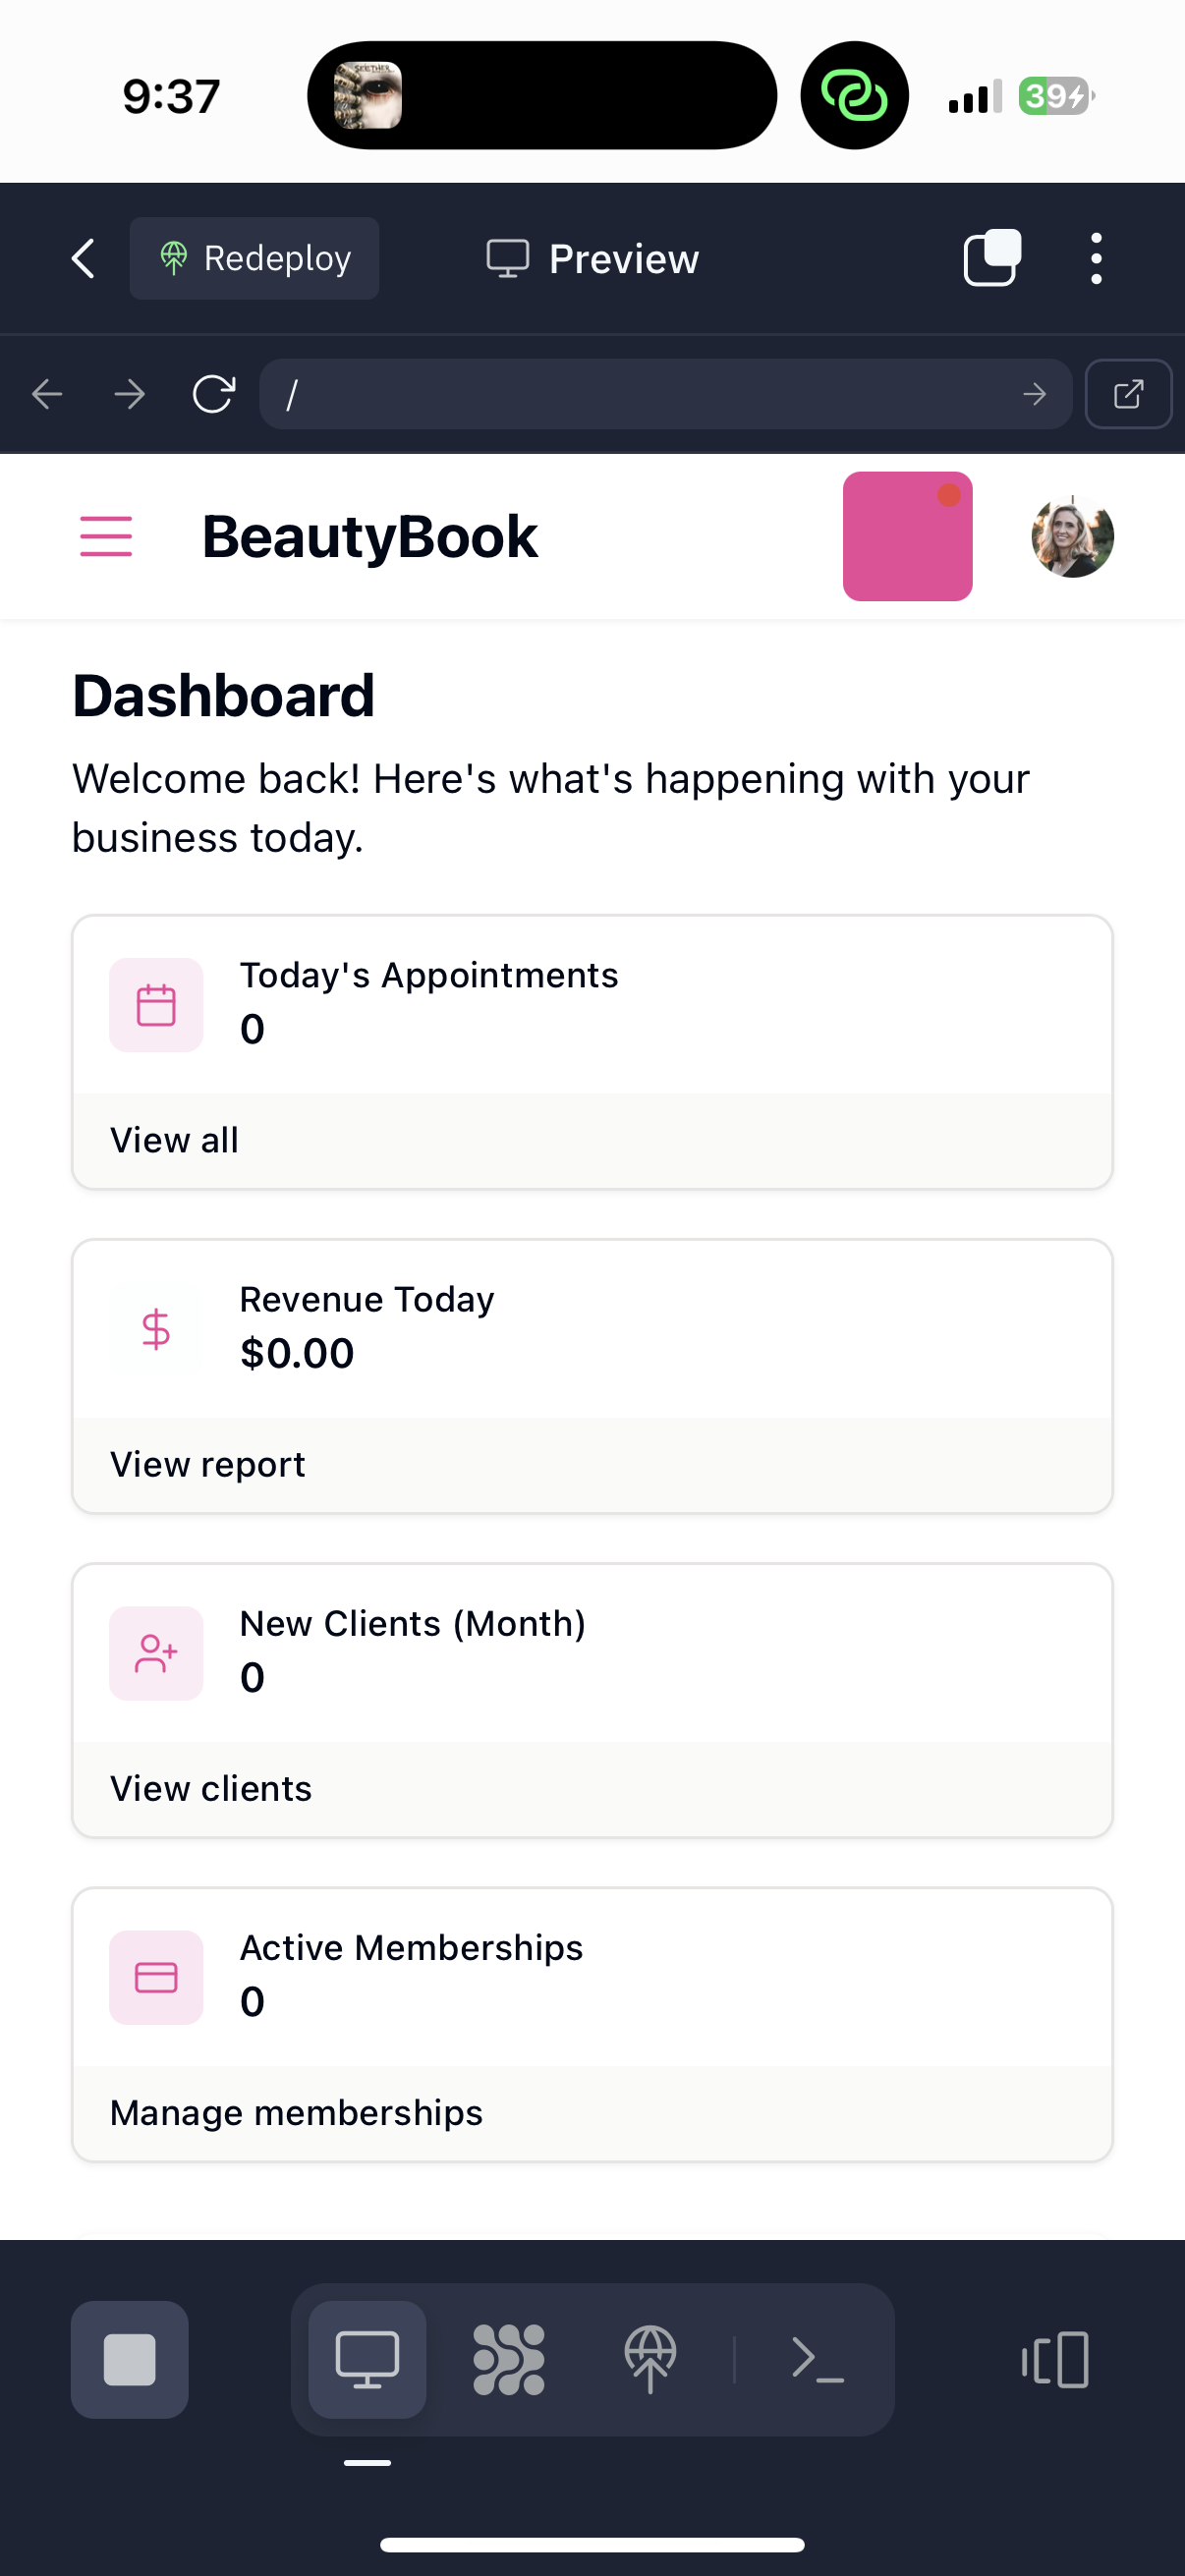 9:37
SEETHER
39
Redeploy
Preview
/
BeautyBook
Dashboard
Welcome back! Here's what's happening with your
business today.
Today's Appointments
0
View all
Revenue Today
$0.00
View report
New Clients (Month)
0
View clients
Active Memberships
0
Manage memberships